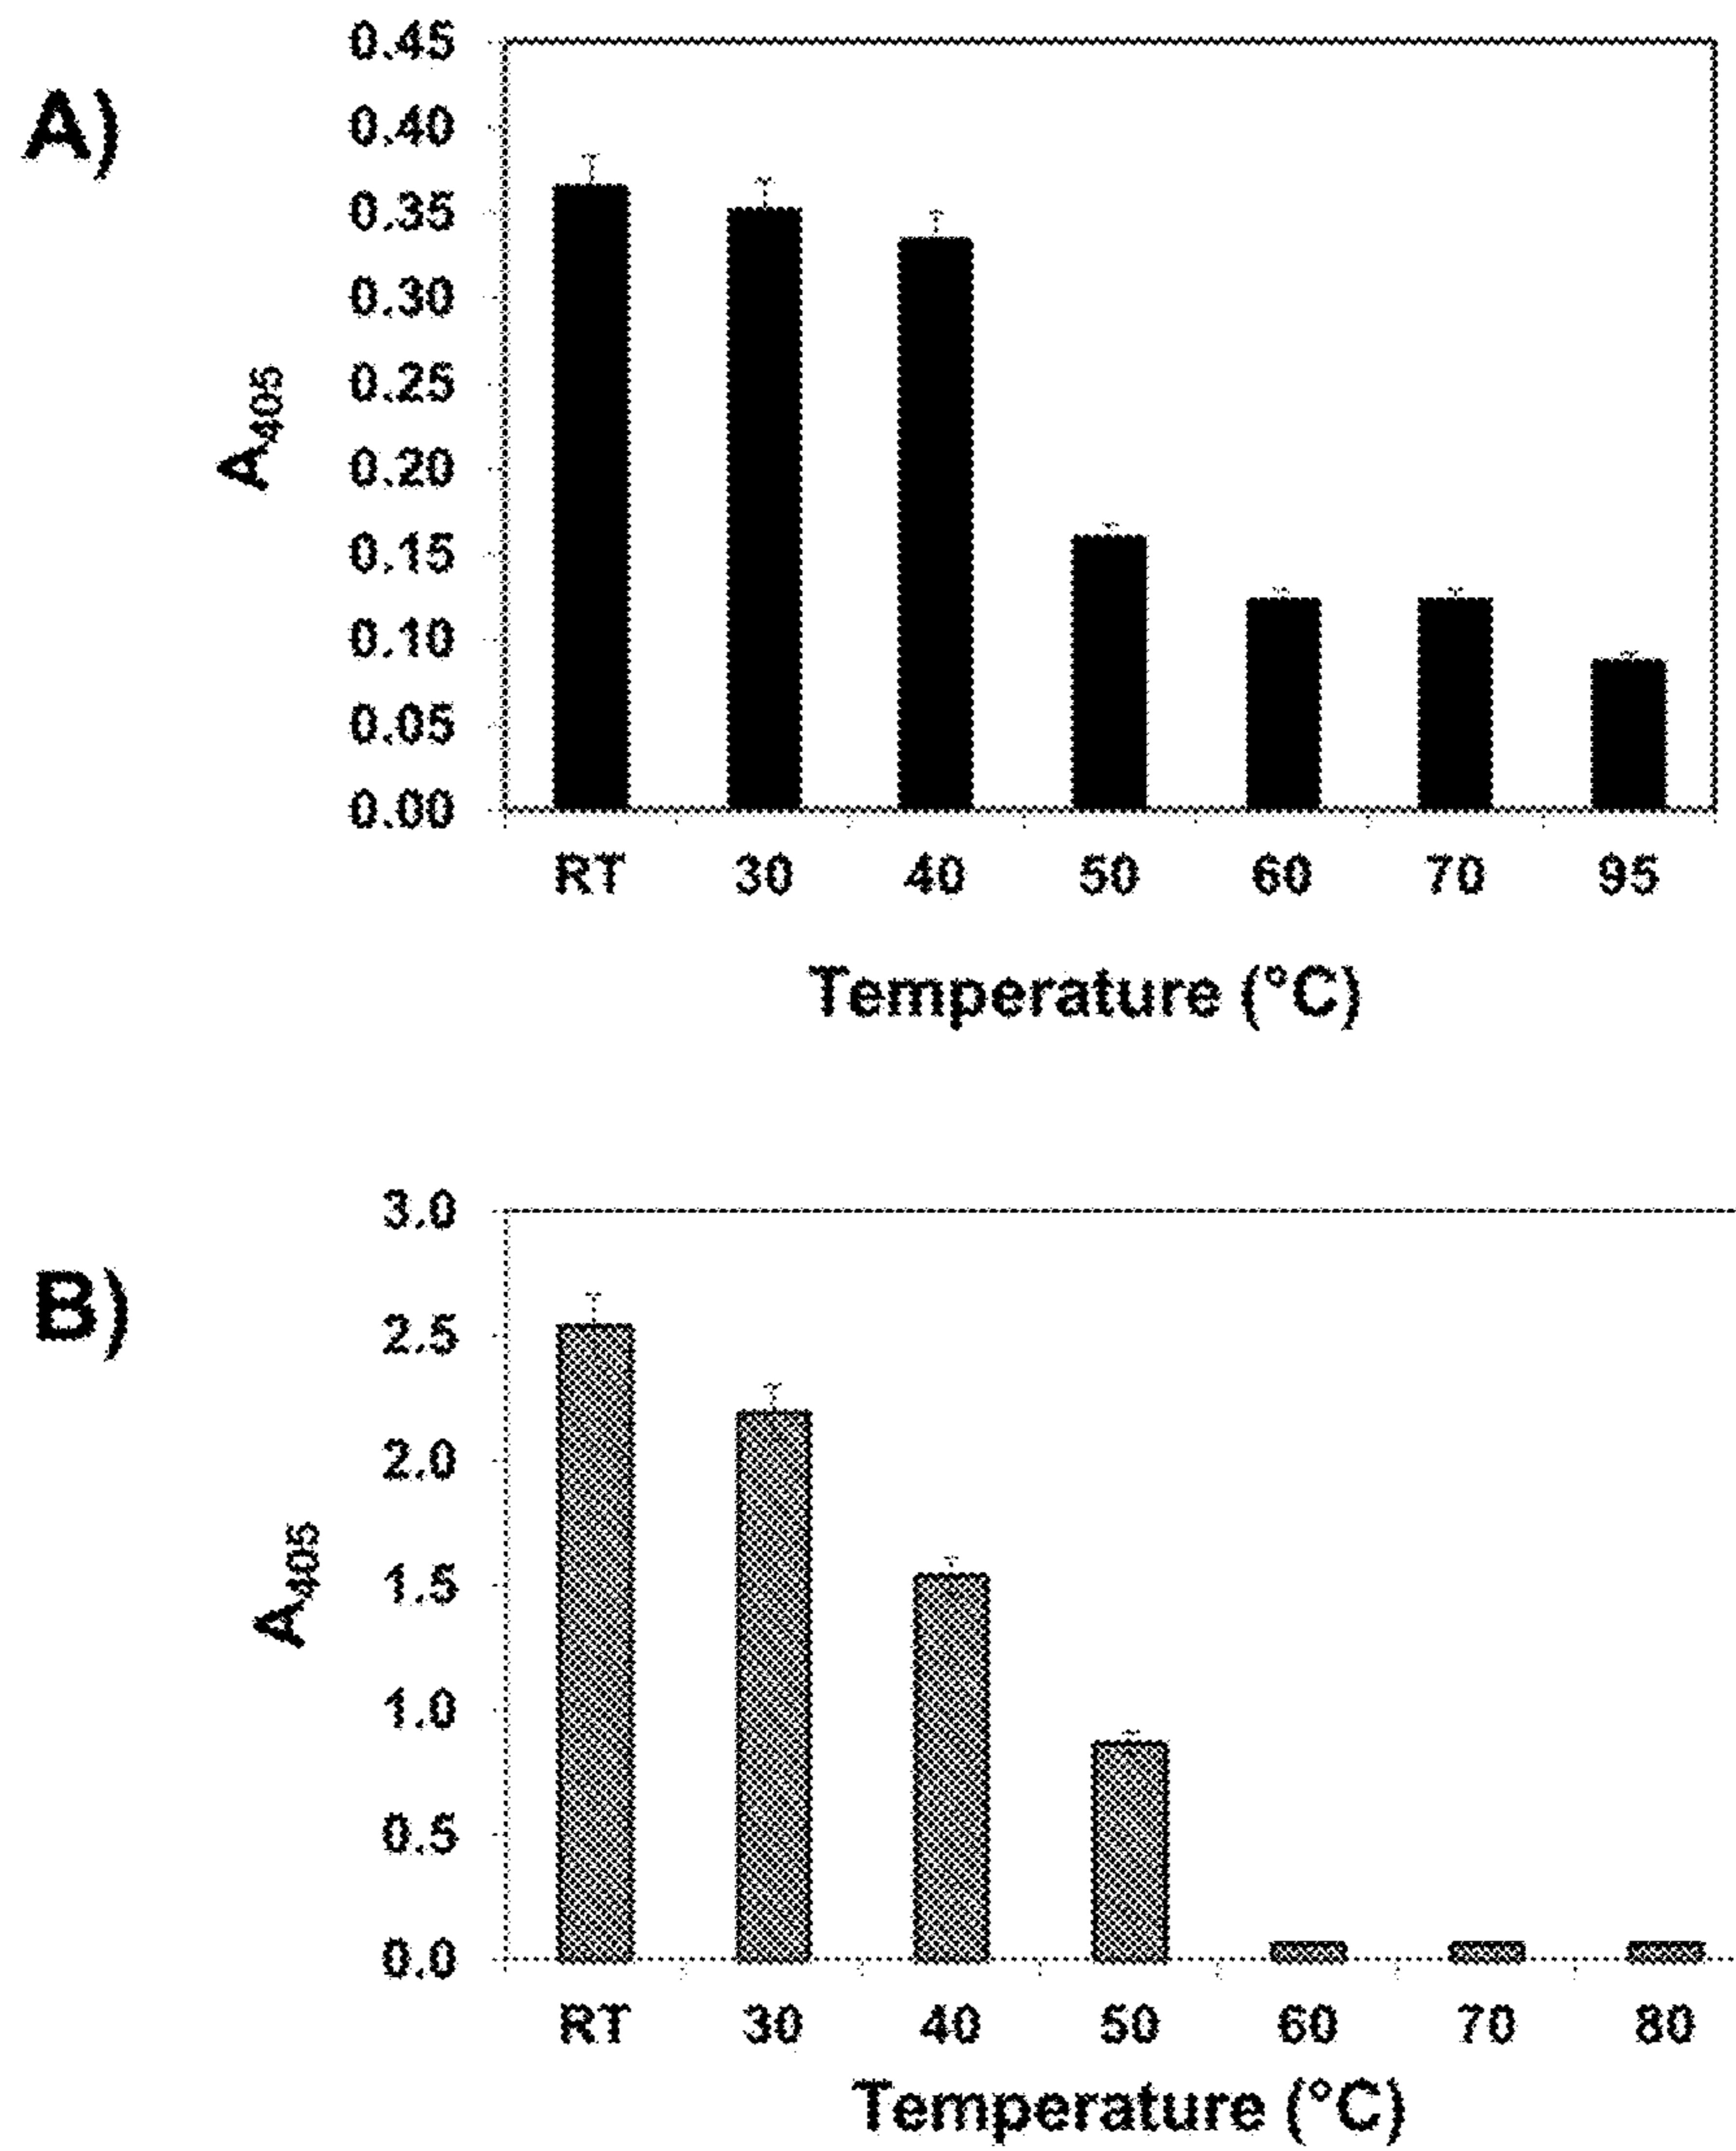 A)
0.45
0.40
0.35
0.30
0.25
0.20
0.15
0.10
0.05
0.00
A405
RT 30 40 50 60 70 95
Temperature (°C)
B)
3.0
2.5
2.0
1.5
1.0
0.5
0.0
A405
RT 30 40 50 60 70 80
Temperature (°C)